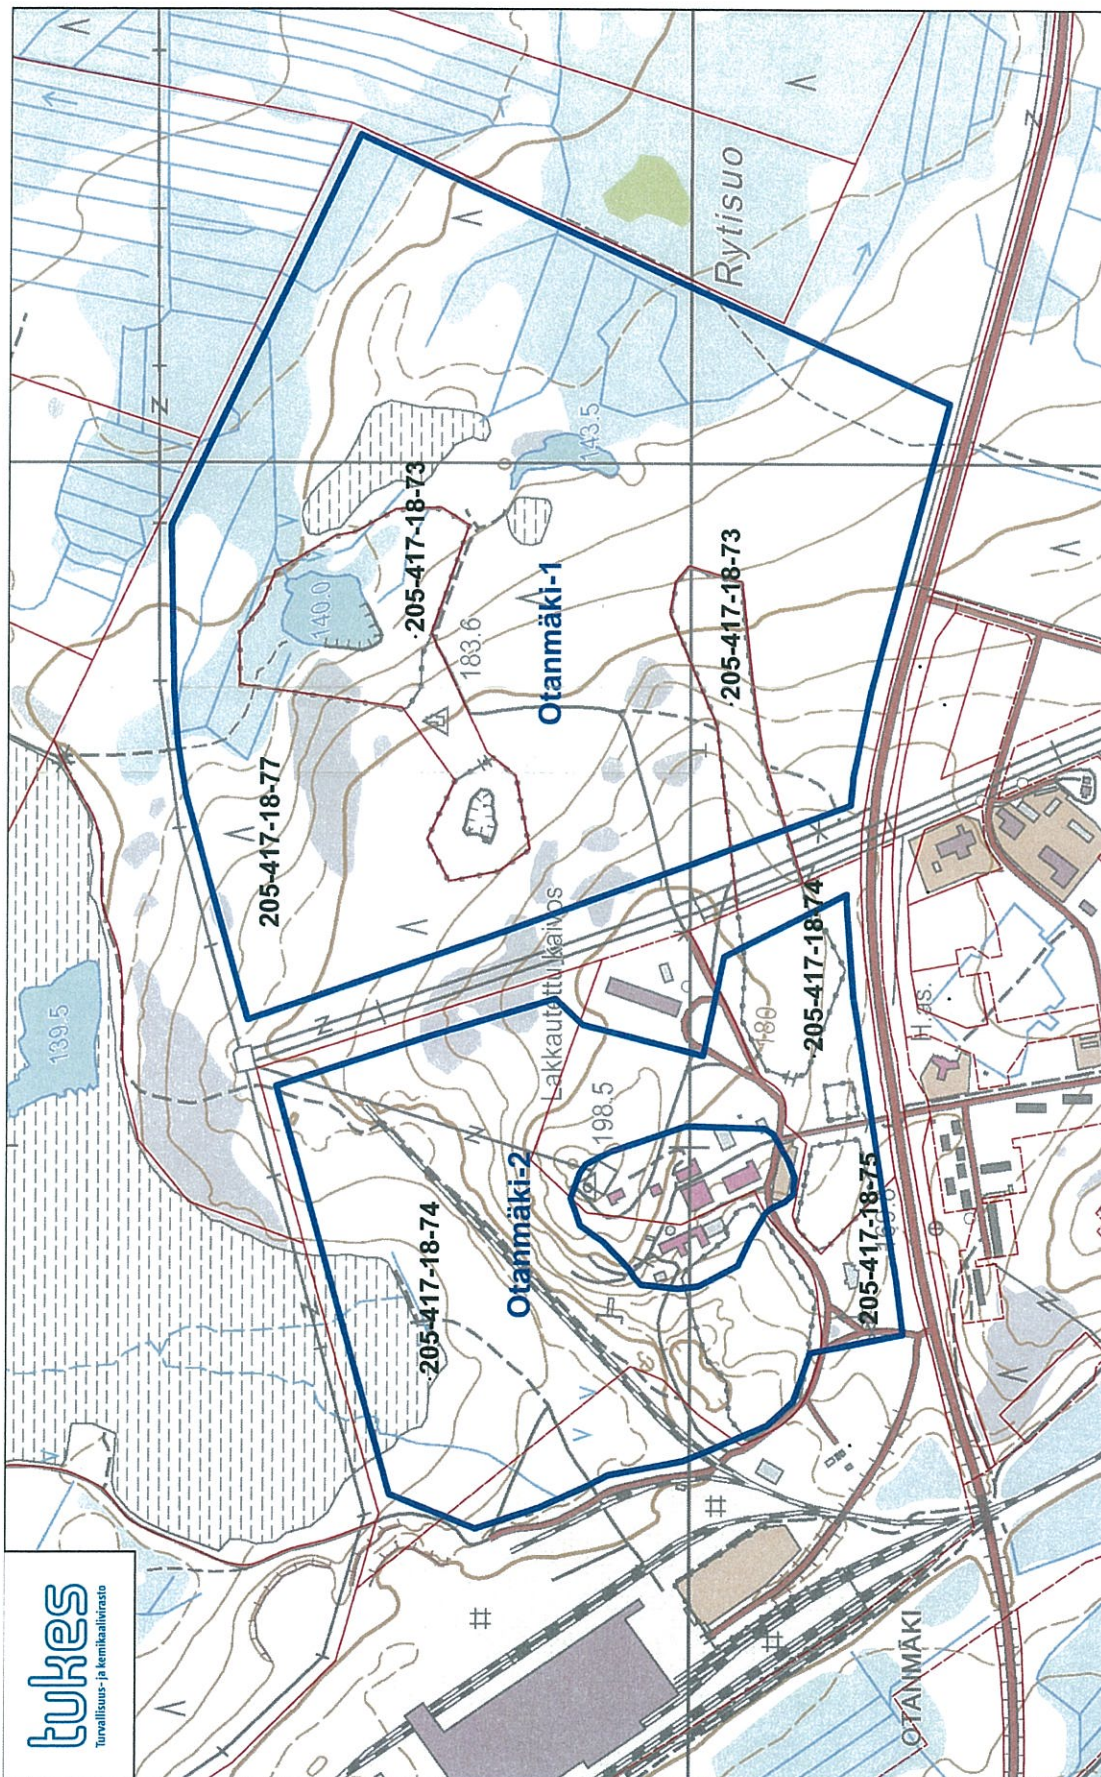 tukes
Turvallisuus- ja kemikaalivirasto
139.5
205-417-18-77
140.0
205-417-18-73
183.6
143.5
Otanmäki-1
205-417-18-73
Rytisuo
Lakkautettu kaivos
198.5
Otanmäki-2
205-417-18-74
180
205-417-18-74
205-417-18-75
H.as.
OTANMÄKI